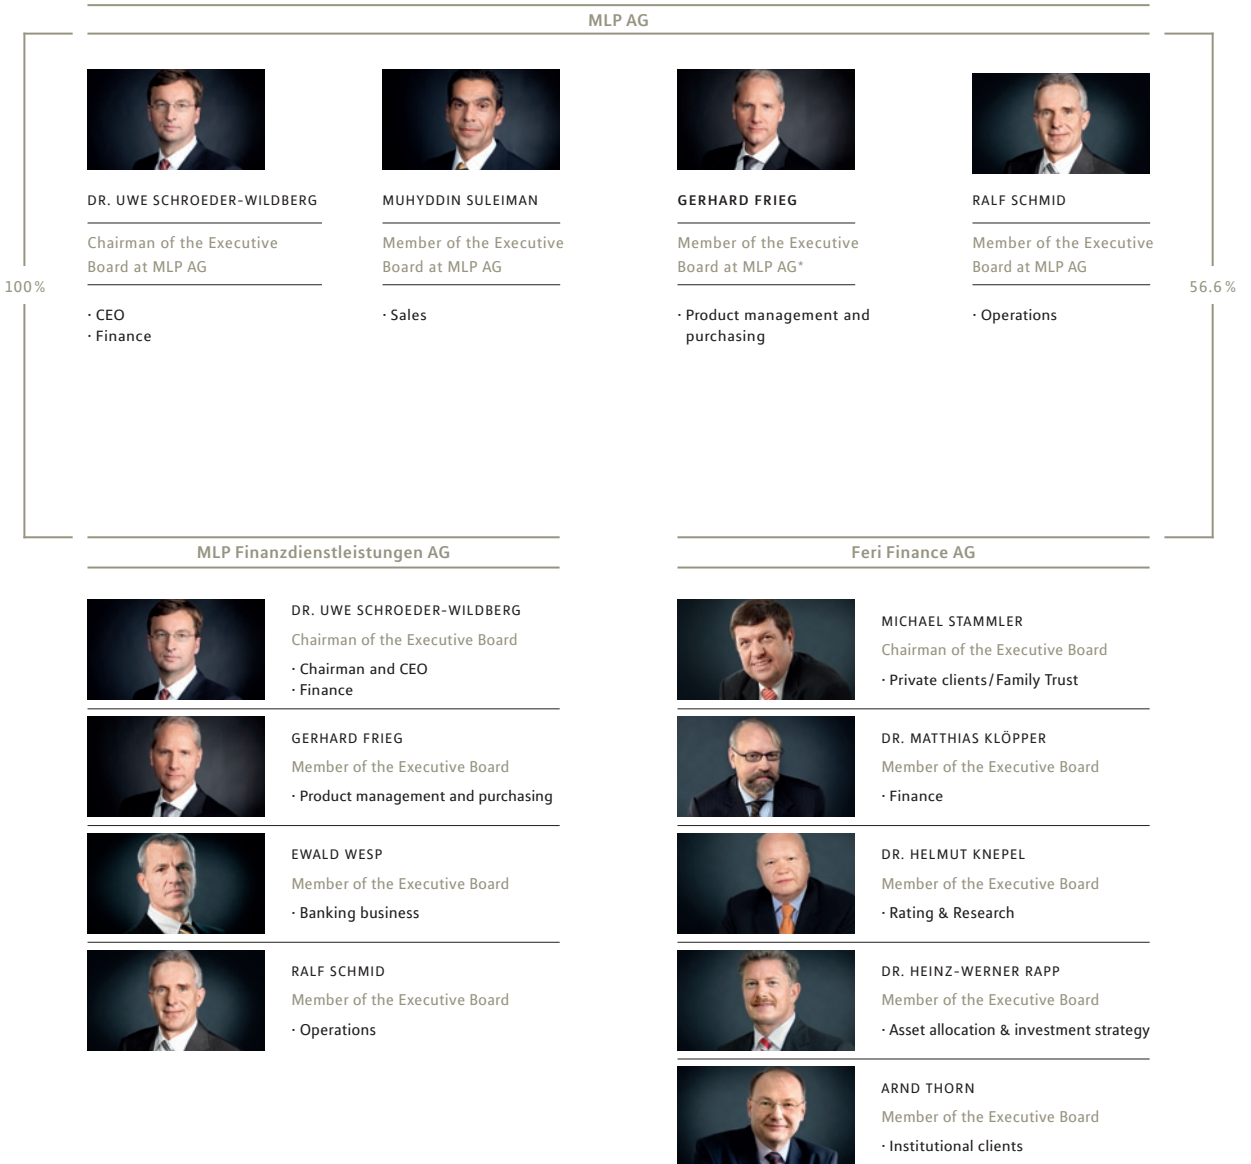 MLP AG
DR. UWE SCHROEDER-WILDBERG
Chairman of the Executive
Board at MLP AG
· CEO
· Finance
MUHYDDIN SULEIMAN
Member of the Executive
Board at MLP AG
· Sales
GERHARD FRIEG
Member of the Executive
Board at MLP AG*
· Product management and
purchasing
RALF SCHMID
Member of the Executive
Board at MLP AG
· Operations
100 %
56.6 %
MLP Finanzdienstleistungen AG
DR. UWE SCHROEDER-WILDBERG
Chairman of the Executive Board
· Chairman and CEO
· Finance
GERHARD FRIEG
Member of the Executive Board
· Product management and purchasing
EWALD WESP
Member of the Executive Board
· Banking business
RALF SCHMID
Member of the Executive Board
· Operations
Feri Finance AG
MICHAEL STAMMLER
Chairman of the Executive Board
· Private clients/Family Trust
DR. MATTHIAS KLÖPPER
Member of the Executive Board
· Finance
DR. HELMUT KNEPEL
Member of the Executive Board
· Rating & Research
DR. HEINZ-WERNER RAPP
Member of the Executive Board
· Asset allocation & investment strategy
ARND THORN
Member of the Executive Board
· Institutional clients